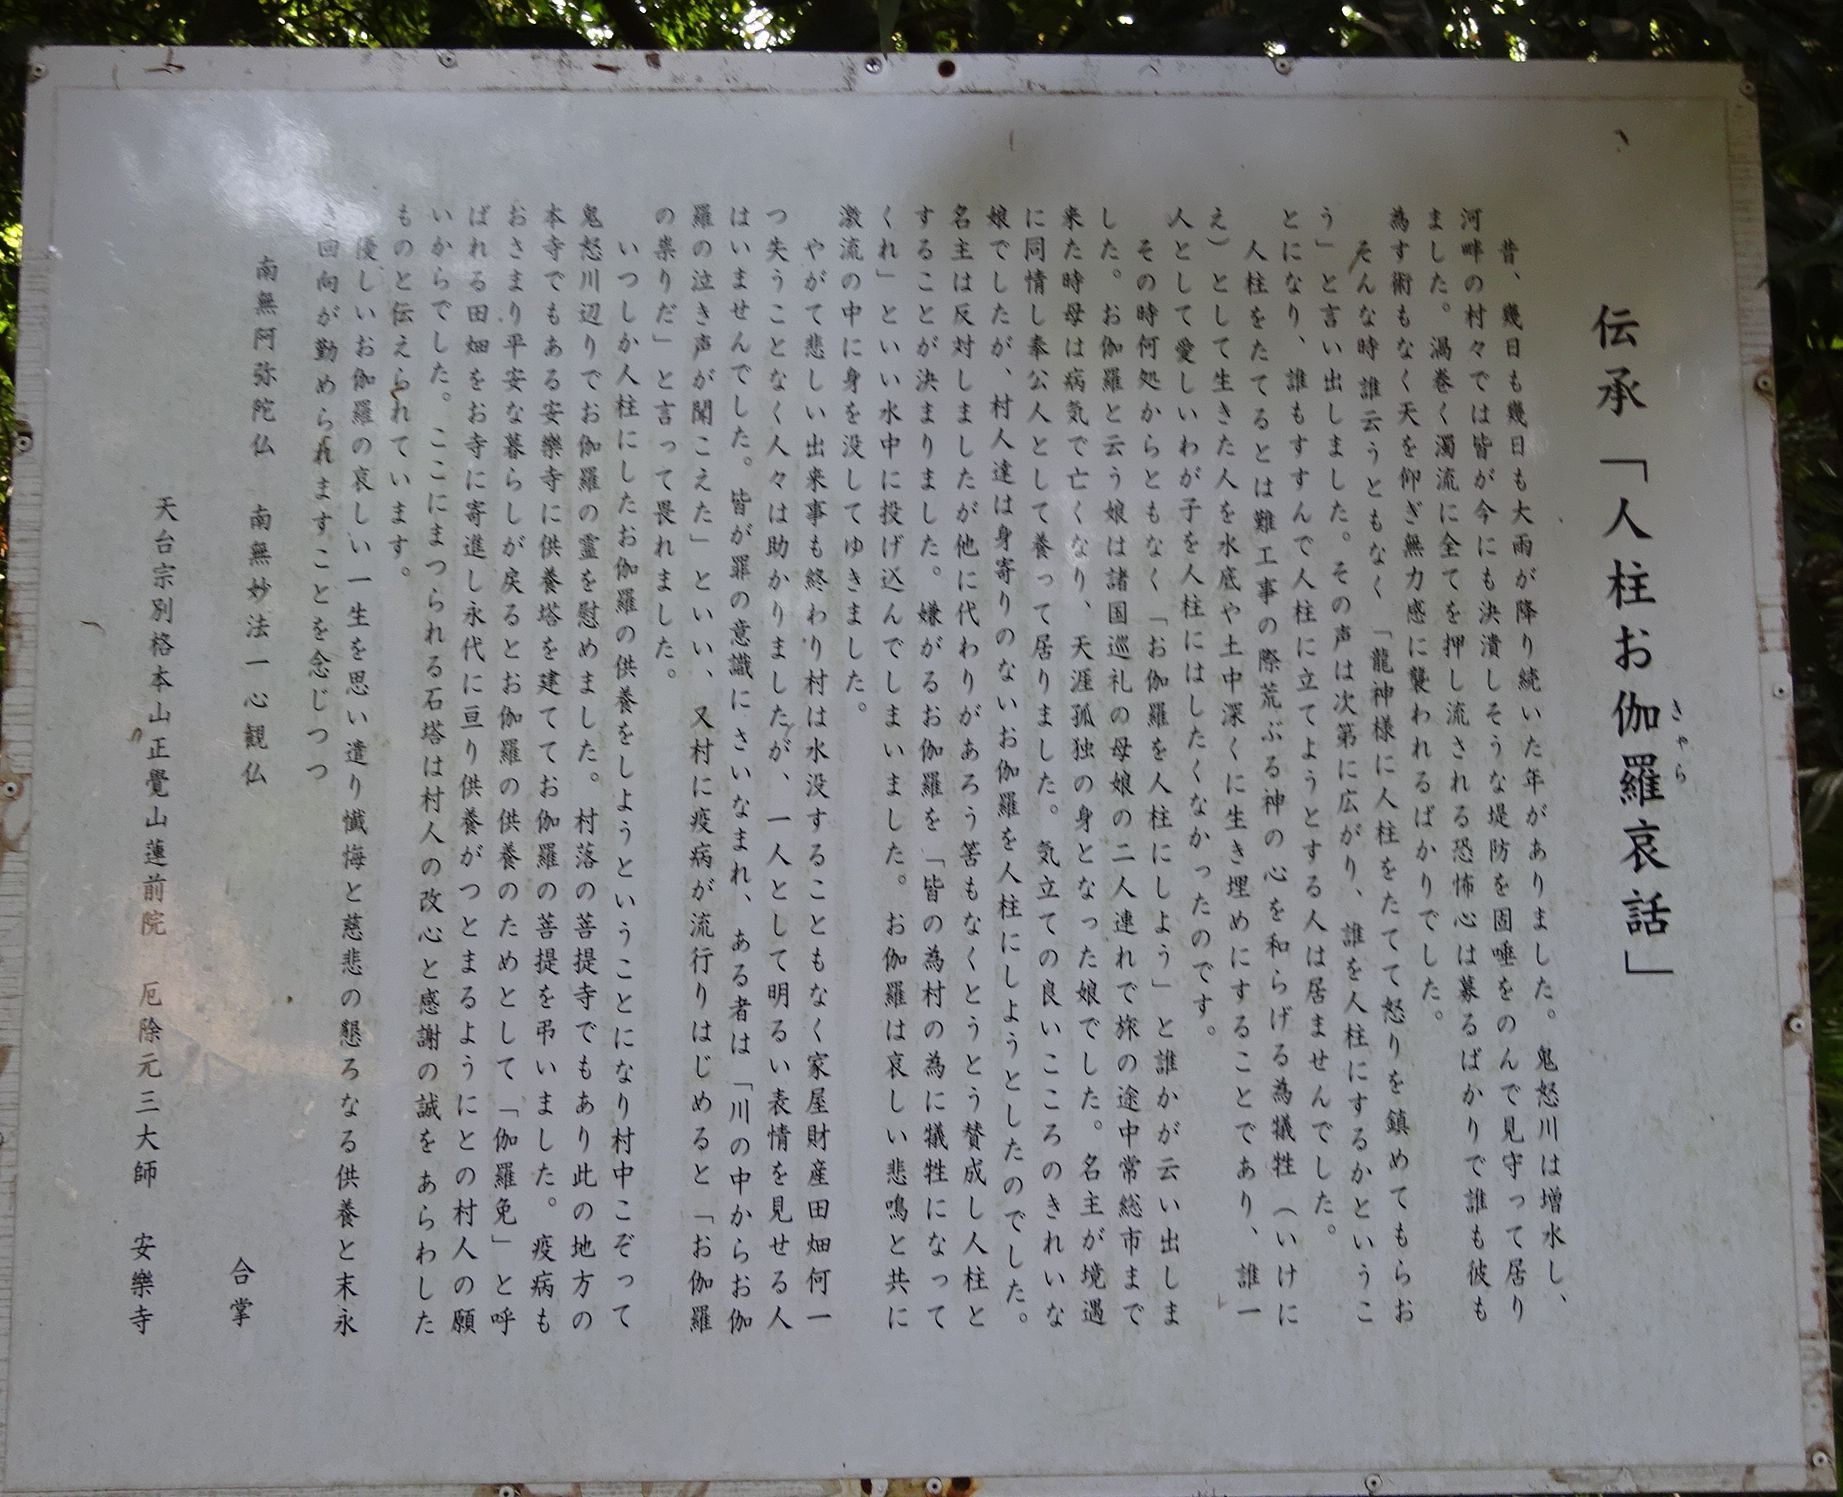 伝承「人柱お伽羅哀話」
きゃら
昔、幾日も幾日も大雨が降り続いた年がありました。鬼怒川は増水し、
河畔の村々では皆が今にも決潰しそうな堤防を固唾をのんで見守って居り
ました。渦巻く濁流に全てを押し流される恐怖心は募るばかりで誰も彼も
為す術もなく天を仰ぎ無力感に襲われるばかりでした。
そんな時誰云うともなく「龍神様に人柱をたてて怒りを鎮めてもらお
う」と言い出しました。その声は次第に広がり、誰を人柱にするかというこ
とになり、誰もすすんで人柱に立てようとする人は居ませんでした。
人柱をたてるとは難工事の際荒ぶる神の心を和らげる為犠牲（いけに
え）として生きた人を水底や土中深くに生き埋めにすることであり、誰一
人として愛しいわが子を人柱にはしたくなかったのです。
その時何処からともなく「お伽羅を人柱にしよう」と誰かが云い出しま
した。お伽羅と云う娘は諸国巡礼の母娘の二人連れで旅の途中常総市まで
来た時母は病気で亡くなり、天涯孤独の身となった娘でした。名主が境遇
に同情し奉公人として養って居りました。気立ての良いこころのきれいな
娘でしたが、村人達は身寄りのないお伽羅を人柱にしようとしたのでした。
名主は反対しましたが他に代わりがあろう筈もなくとうとう賛成し人柱と
することが決まりました。嫌がるお伽羅を「皆の為村の為に犠牲になって
くれ」といい水中に投げ込んでしまいました。お伽羅は哀しい悲鳴と共に
激流の中に身を没してゆきました。
やがて悲しい出来事も終わり村は水没することもなく家屋財産田畑何一
つ失うことなく人々は助かりましたが、一人として明るい表情を見せる人
はいませんでした。皆が罪の意識にさいなまれ、ある者は「川の中からお伽
羅の泣き声が聞こえた」といい、又村に疫病が流行りはじめると「お伽羅
の祟りだ」と言って畏れました。
いつしか人柱にしたお伽羅の供養をしようということになり村中こぞって
鬼怒川辺りでお伽羅の霊を慰めました。村落の菩提寺でもあり此の地方の
本寺でもある安樂寺に供養塔を建ててお伽羅の菩提を弔いました。疫病も
おさまり平安な暮らしが戻るとお伽羅の供養のためとして「伽羅免」と呼
ばれる田畑をお寺に寄進し永代に亘り供養がつとまるようにとの村人の願
いからでした。ここにまつられる石塔は村人の改心と感謝の誠をあらわした
ものと伝えられています。
優しいお伽羅の哀しい一生を思い遣り懺悔と慈悲の懇ろなる供養と末永
き回向が勤められますことを念じつつ
南無阿弥陀仏　南無妙法一心観仏
合掌
天台宗別格本山正覺山蓮前院　厄除元三大師　安樂寺